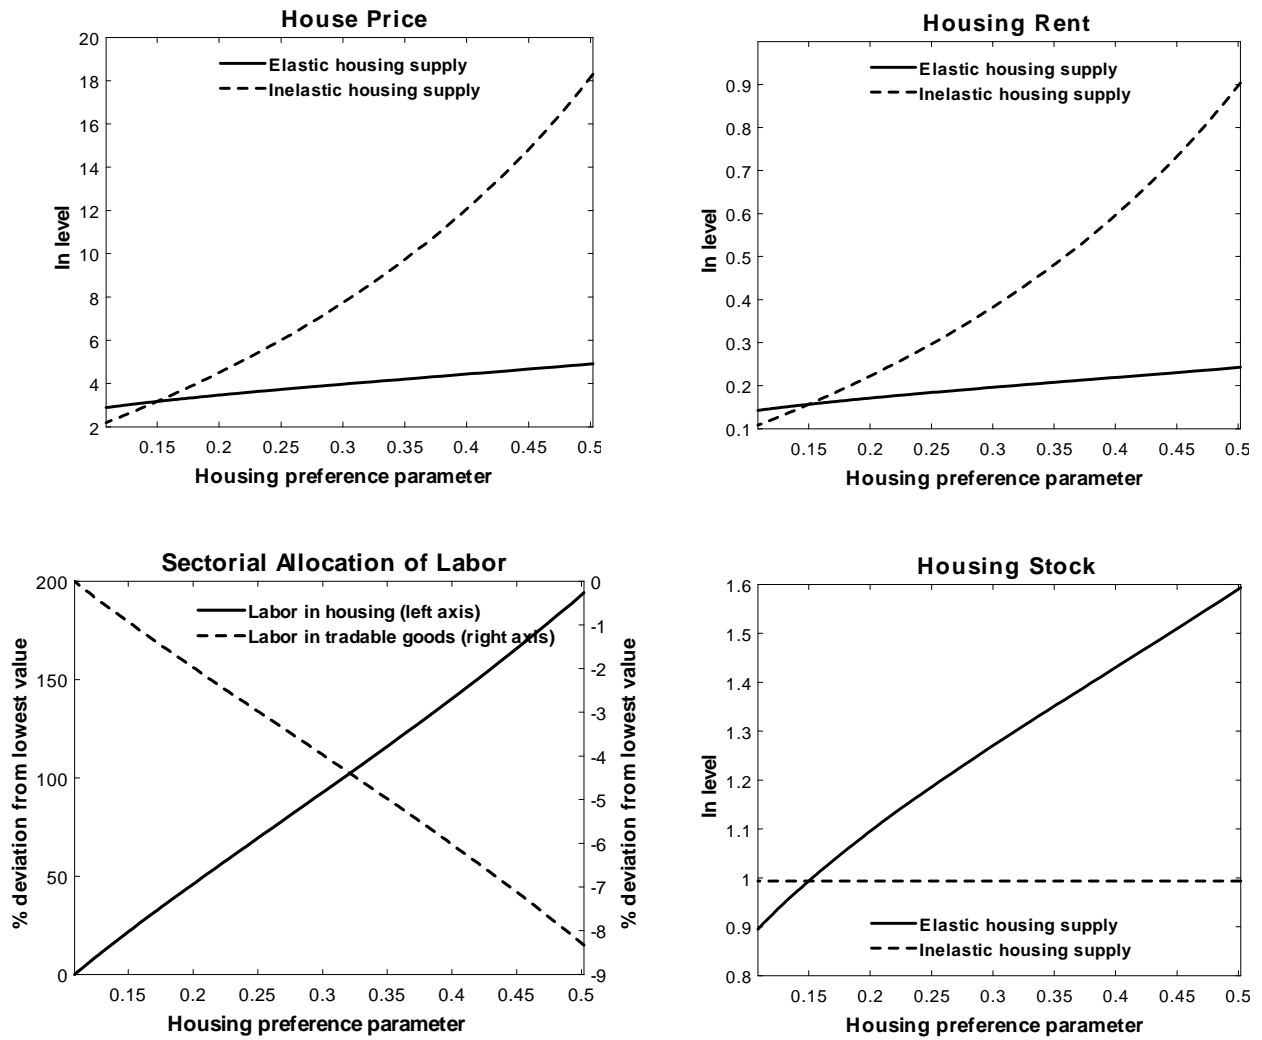 House Price
20
18
16
14
12
10
8
6
4
2
In level
Elastic housing supply
Inelastic housing supply
0.15 0.2 0.25 0.3 0.35 0.4 0.45 0.5
Housing preference parameter
Housing Rent
0.9
0.8
0.7
0.6
0.5
0.4
0.3
0.2
0.1
In level
Elastic housing supply
Inelastic housing supply
0.15 0.2 0.25 0.3 0.35 0.4 0.45 0.5
Housing preference parameter
Sectorial Allocation of Labor
200
150
100
50
0
% deviation from lowest value
Labor in housing (left axis)
Labor in tradable goods (right axis)
0
-1
-2
-3
-4
-5
-6
-7
-8
-9
% deviation from lowest value
0.15 0.2 0.25 0.3 0.35 0.4 0.45 0.5
Housing preference parameter
Housing Stock
1.6
1.5
1.4
1.3
1.2
1.1
1
0.9
0.8
In level
Elastic housing supply
Inelastic housing supply
0.15 0.2 0.25 0.3 0.35 0.4 0.45 0.5
Housing preference parameter